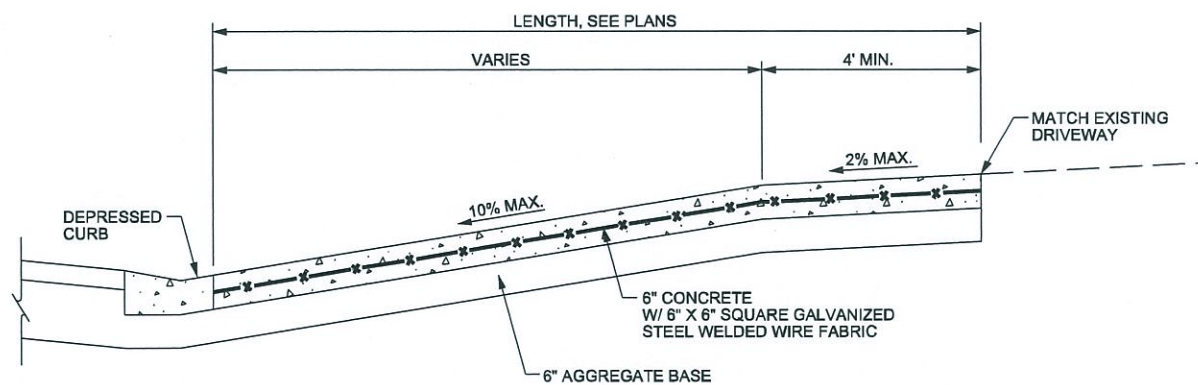 LENGTH, SEE PLANS
VARIES
4' MIN.
MATCH EXISTING
DRIVEWAY
2% MAX.
10% MAX.
DEPRESSED
CURB
6" CONCRETE
W/ 6" X 6" SQUARE GALVANIZED
STEEL WELDED WIRE FABRIC
6" AGGREGATE BASE